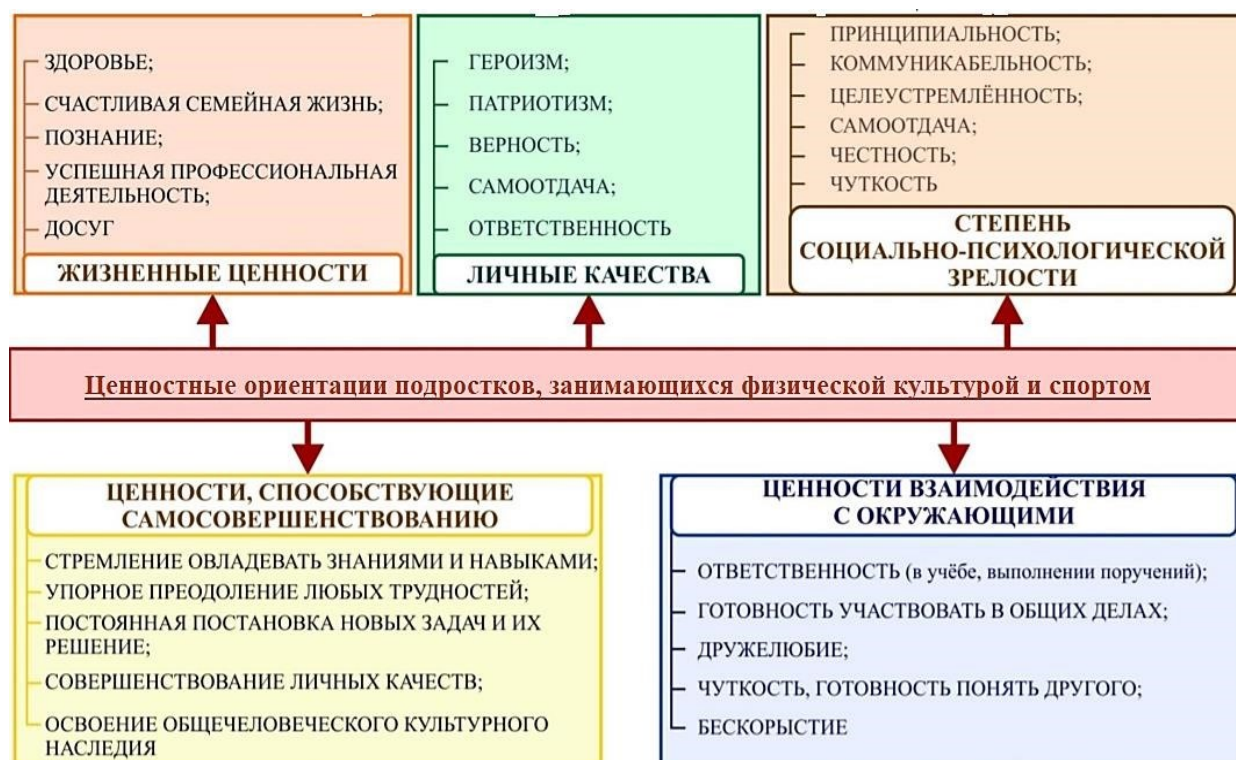 ЗДОРОВЬЕ;
СЧАСТЛИВАЯ СЕМЕЙНАЯ ЖИЗНЬ;
ПОЗНАНИЕ;
УСПЕШНАЯ ПРОФЕССИОНАЛЬНАЯ
ДЕЯТЕЛЬНОСТЬ;
ДОСУГ
ЖИЗНЕННЫЕ ЦЕННОСТИ
ГЕРОИЗМ;
ПАТРИОТИЗМ;
ВЕРНОСТЬ;
САМООТДАЧА;
ОТВЕТСТВЕННОСТЬ
ЛИЧНЫЕ КАЧЕСТВА
ПРИНЦИПИАЛЬНОСТЬ;
КОММУНИКАБЕЛЬНОСТЬ;
ЦЕЛЕУСТРЕМЛЁННОСТЬ;
САМООТДАЧА;
ЧЕСТНОСТЬ;
ЧУТКОСТЬ
СТЕПЕНЬ
СОЦИАЛЬНО-ПСИХОЛОГИЧЕСКОЙ
ЗРЕЛОСТИ
Ценностные ориентации подростков, занимающихся физической культурой и спортом
ЦЕННОСТИ, СПОСОБСТВУЮЩИЕ
САМОСОВЕРШЕНСТВОВАНИЮ
СТРЕМЛЕНИЕ ОВЛАДЕВАТЬ ЗНАНИЯМИ И НАВЫКАМИ;
УПОРНОЕ ПРЕОДОЛЕНИЕ ЛЮБЫХ ТРУДНОСТЕЙ;
ПОСТОЯННАЯ ПОСТАНОВКА НОВЫХ ЗАДАЧ И ИХ
РЕШЕНИЕ;
СОВЕРШЕНСТВОВАНИЕ ЛИЧНЫХ КАЧЕСТВ;
ОСВОЕНИЕ ОБЩЕЧЕЛОВЕЧЕСКОГО КУЛЬТУРНОГО
НАСЛЕДИЯ
ЦЕННОСТИ ВЗАИМОДЕЙСТВИЯ
С ОКРУЖАЮЩИМИ
ОТВЕТСТВЕННОСТЬ (в учёбе, выполнении поручений);
ГОТОВНОСТЬ УЧАСТВОВАТЬ В ОБЩИХ ДЕЛАХ;
ДРУЖЕЛЮБИЕ;
ЧУТКОСТЬ, ГОТОВНОСТЬ ПОНЯТЬ ДРУГОГО;
БЕСКОРЫСТИЕ